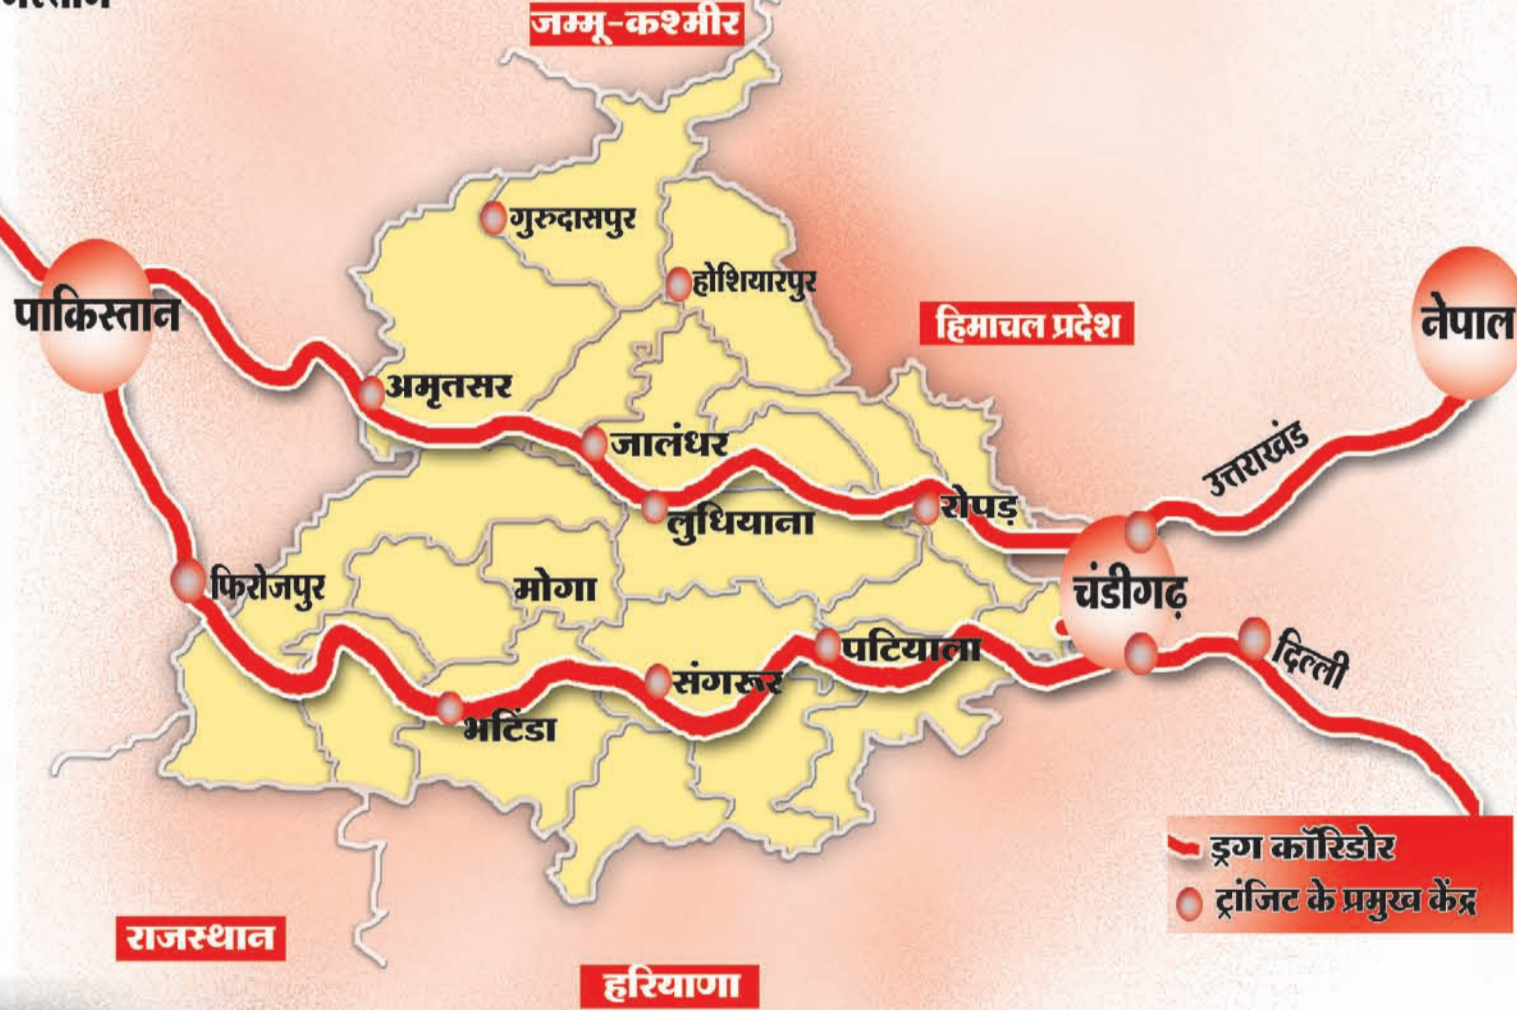 जम्मू-कश्मीर
गुरुदासपुर
होशियारपुर
हिमाचल प्रदेश
पाकिस्तान
नेपाल
अमृतसर
जालंधर
उत्तराखंड
रोपड़
लुधियाना
फिरोजपुर
मोगा
चंडीगढ़
पटियाला
दिल्ली
संगरूर
भटिंडा
ड्रग कॉरिडोर
ट्रांजिट के प्रमुख केंद्र
राजस्थान
हरियाणा